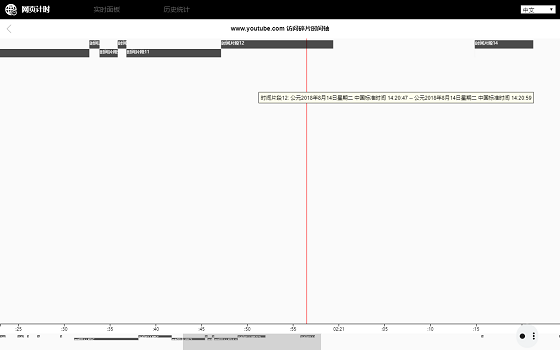 网页计时
实时面板
历史统计
中文
www.youtube.com 访问碎片时间轴
时间片段12
时间片段14
时间片段11
时间片段12: 公元2018年8月14日星期二 中国标准时间 14:20:47 -- 公元2018年8月14日星期二 中国标准时间 14:20:59
:25 :30 :35 :40 :45 :50 :55 02:21 :05 :10 :15